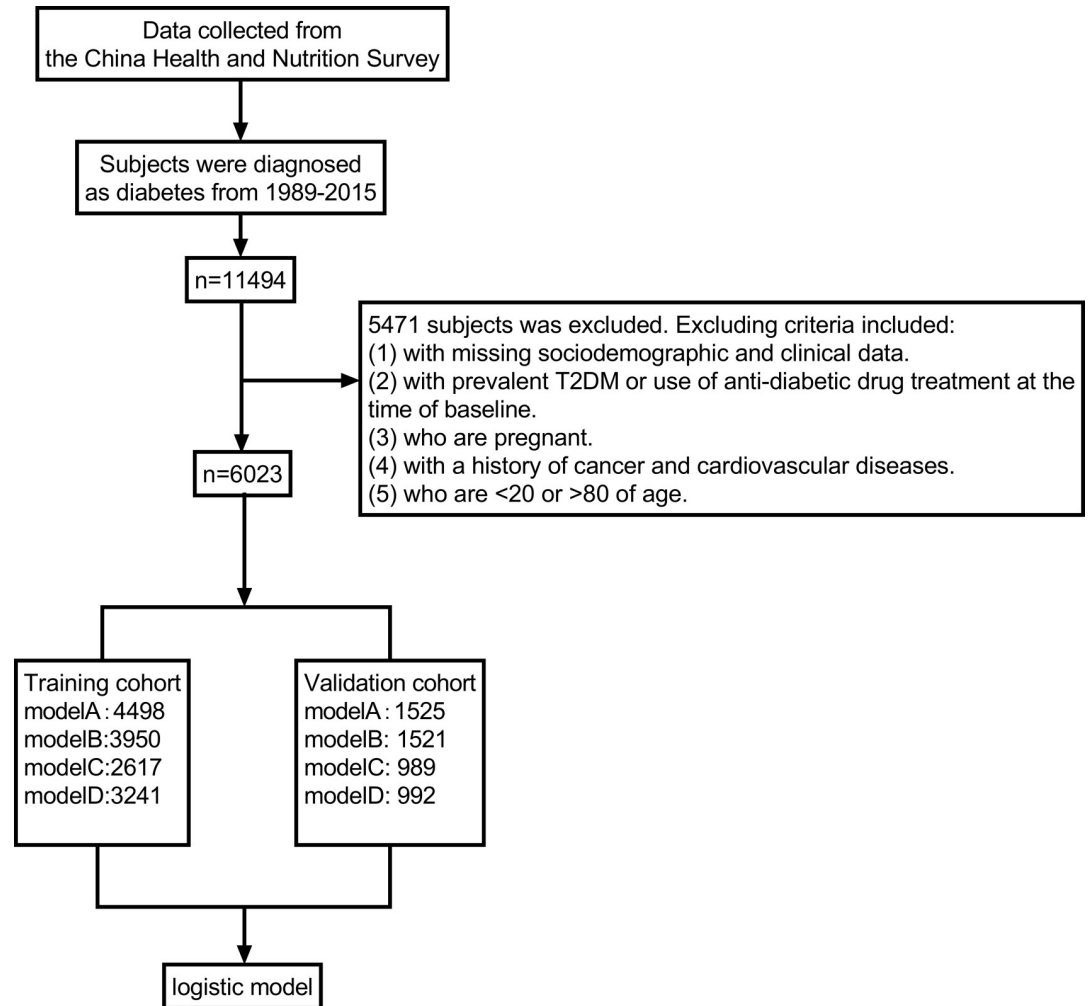 Data collected from
the China Health and Nutrition Survey
Subjects were diagnosed
as diabetes from 1989-2015
n=11494
5471 subjects was excluded. Excluding criteria included:
(1) with missing sociodemographic and clinical data.
(2) with prevalent T2DM or use of anti-diabetic drug treatment at the
time of baseline.
(3) who are pregnant.
(4) with a history of cancer and cardiovascular diseases.
(5) who are <20 or >80 of age.
n=6023
Training cohort
modelA：4498
modelB:3950
modelC:2617
modelD:3241
Validation cohort
modelA：1525
modelB: 1521
modelC: 989
modelD: 992
logistic model